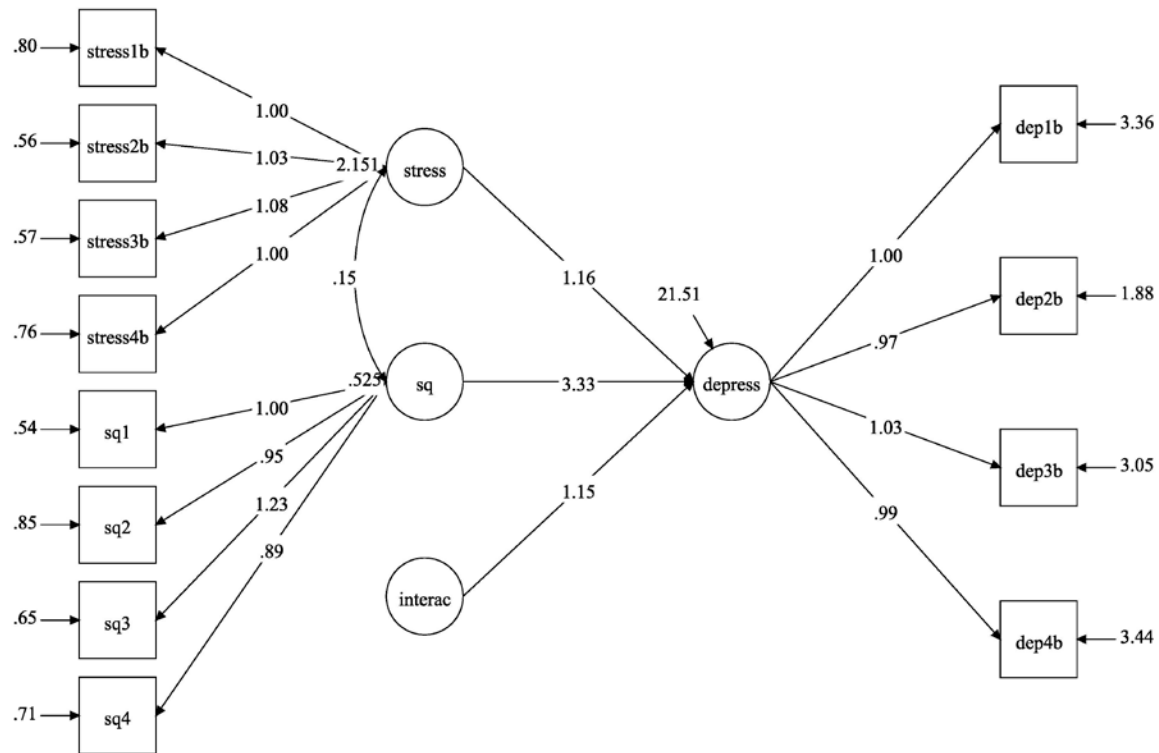 .80
stress1b
1.00
.56
stress2b
1.03
2.151
stress
.57
stress3b
1.08
1.00
.76
stress4b
.15
1.16
21.51
.525
sq
3.33
depress
.54
sq1
1.00
.95
.85
sq2
1.23
.89
1.15
.65
sq3
interac
.71
sq4
dep1b
3.36
1.00
dep2b
1.88
.97
1.03
dep3b
3.05
.99
dep4b
3.44